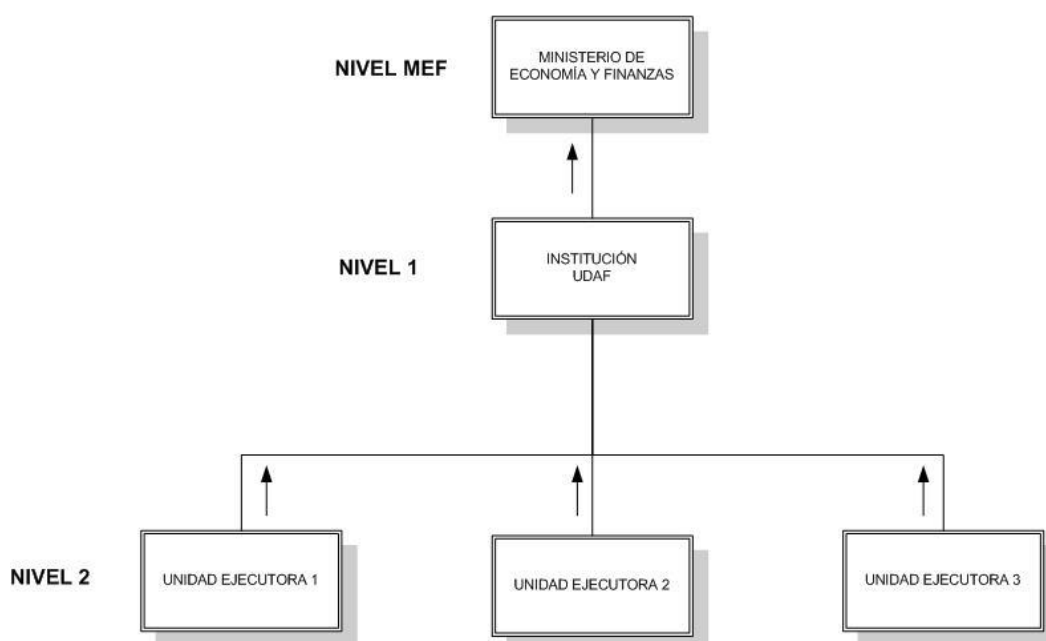 NIVEL MEF
MINISTERIO DE
ECONOMÍA Y FINANZAS
NIVEL 1
INSTITUCIÓN
UDAF
NIVEL 2
UNIDAD EJECUTORA 1
UNIDAD EJECUTORA 2
UNIDAD EJECUTORA 3